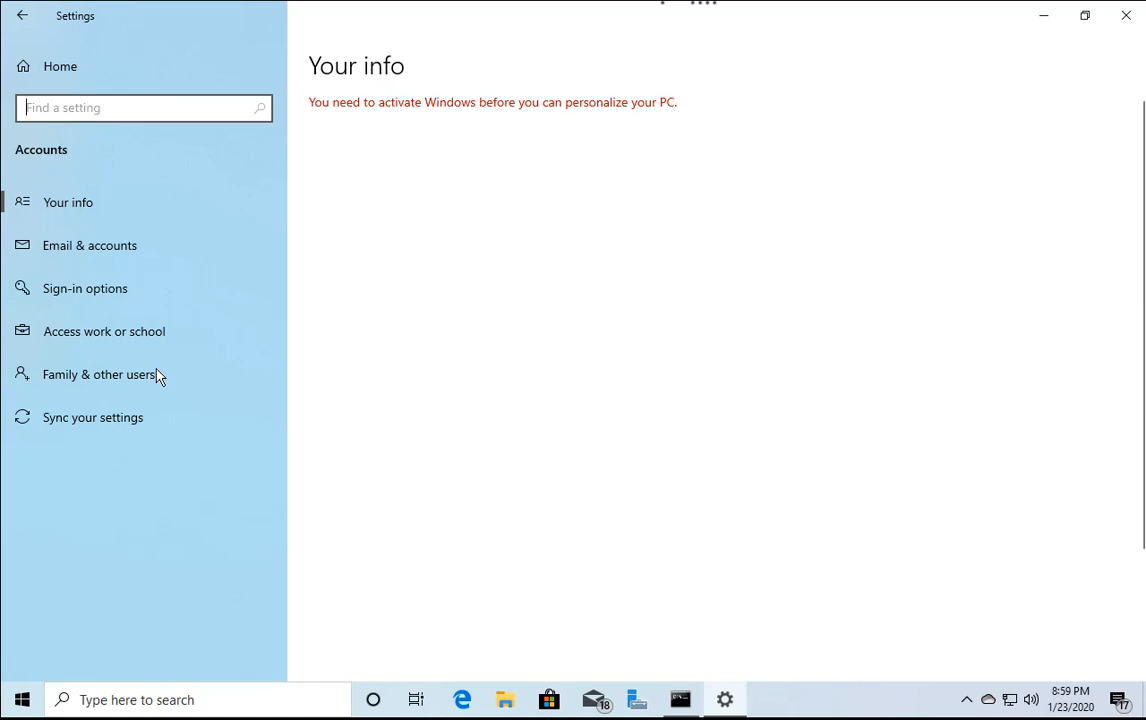 Settings
Home
Find a setting
Accounts
Your info
Email & accounts
Sign-in options
Access work or school
Family & other users
Sync your settings
Your info
You need to activate Windows before you can personalize your PC.
Type here to search
18
8:59 PM
1/23/2020
17